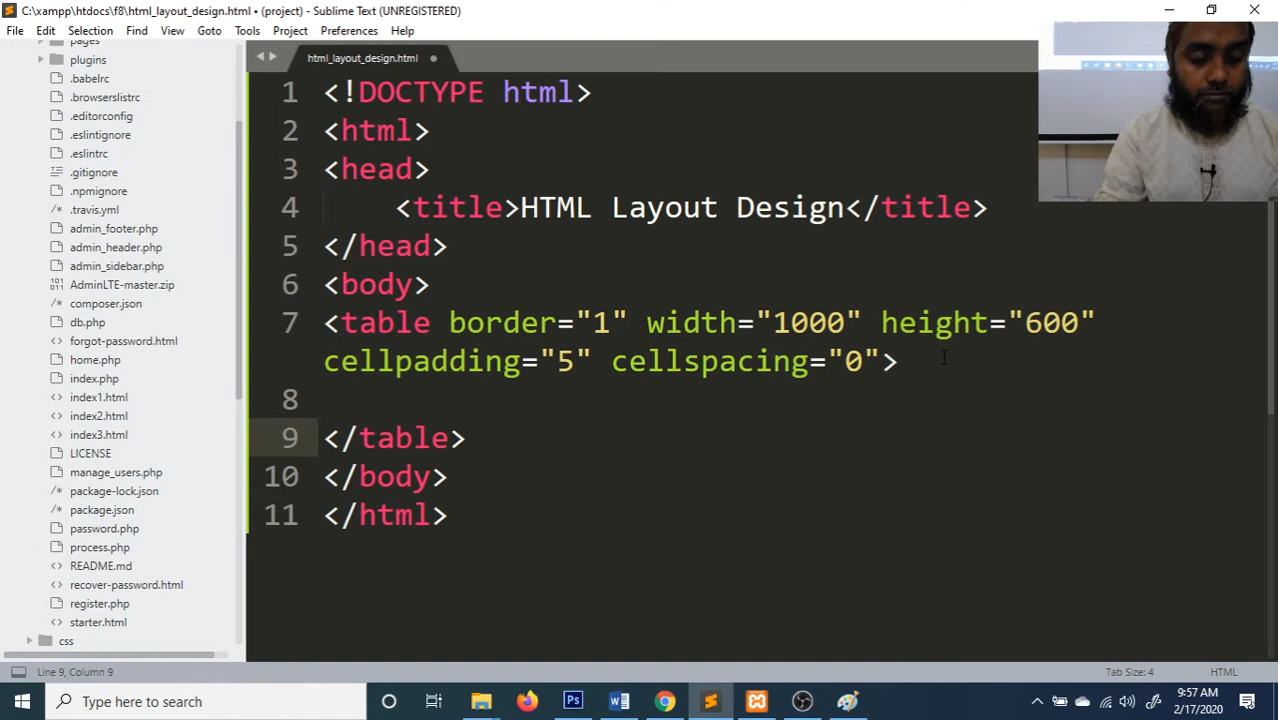 C:\xampp\htdocs\f8\html_layout_design.html • (project) - Sublime Text (UNREGISTERED)
File Edit Selection Find View Goto Tools Project Preferences Help
pages
plugins
.babelrc
.browserslistrc
.editorconfig
.eslintignore
.eslintrc
.gitignore
.npmignore
.travis.yml
admin_footer.php
admin_header.php
admin_sidebar.php
AdminLTE-master.zip
composer.json
db.php
forgot-password.html
home.php
index.php
index1.html
index2.html
index3.html
LICENSE
manage_users.php
package-lock.json
package.json
password.php
process.php
README.md
recover-password.html
register.php
starter.html
css
html_layout_design.html
1 <!DOCTYPE html>
2 <html>
3 <head>
4 <title>HTML Layout Design</title>
5 </head>
6 <body>
7 <table border="1" width="1000" height="600"
cellpadding="5" cellspacing="0">
8
9 </table>
10 </body>
11 </html>
Line 9, Column 9
Tab Size: 4
HTML
Type here to search
9:57 AM
2/17/2020